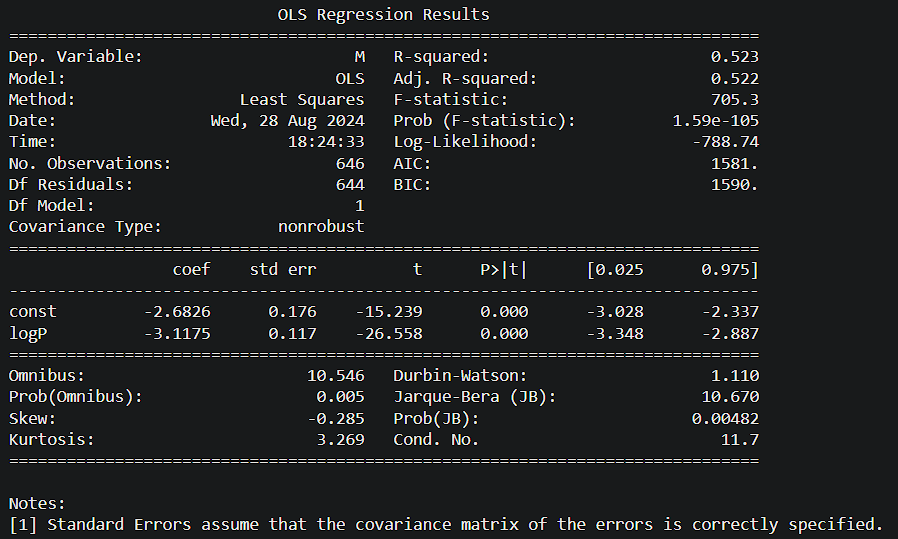 OLS Regression Results
==============================================================================
Dep. Variable:                      M   R-squared:                       0.523
Model:                            OLS   Adj. R-squared:                  0.522
Method:                 Least Squares   F-statistic:                     705.3
Date:                Wed, 28 Aug 2024   Prob (F-statistic):          1.59e-105
Time:                        18:24:33   Log-Likelihood:                -788.74
No. Observations:                 646   AIC:                             1581.
Df Residuals:                     644   BIC:                             1590.
Df Model:                           1
Covariance Type:            nonrobust
==============================================================================
                 coef    std err          t      P>|t|      [0.025      0.975]
------------------------------------------------------------------------------
const         -2.6826      0.176    -15.239      0.000      -3.028      -2.337
logP          -3.1175      0.117    -26.558      0.000      -3.348      -2.887
==============================================================================
Omnibus:                       10.546   Durbin-Watson:                   1.110
Prob(Omnibus):                  0.005   Jarque-Bera (JB):               10.670
Skew:                          -0.285   Prob(JB):                      0.00482
Kurtosis:                       3.269   Cond. No.                         11.7
==============================================================================
Notes:
[1] Standard Errors assume that the covariance matrix of the errors is correctly specified.